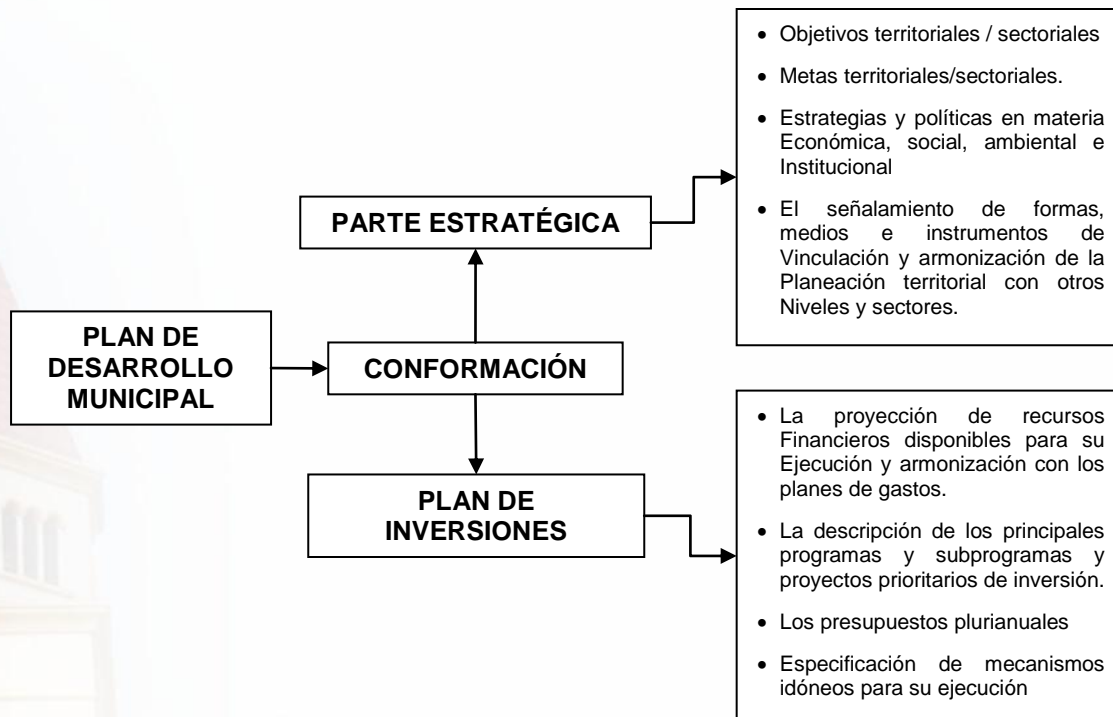 • Objetivos territoriales / sectoriales
• Metas territoriales/sectoriales.
• Estrategias y políticas en materia
Económica, social, ambiental e
Institucional
• El señalamiento de formas,
medios e instrumentos de
Vinculación y armonización de la
Planeación territorial con otros
Niveles y sectores.
PARTE ESTRATÉGICA
PLAN DE
DESARROLLO
MUNICIPAL
CONFORMACIÓN
PLAN DE
INVERSIONES
• La proyección de recursos
Financieros disponibles para su
Ejecución y armonización con los
planes de gastos.
• La descripción de los principales
programas y subprogramas y
proyectos prioritarios de inversión.
• Los presupuestos plurianuales
• Especificación de mecanismos
idóneos para su ejecución